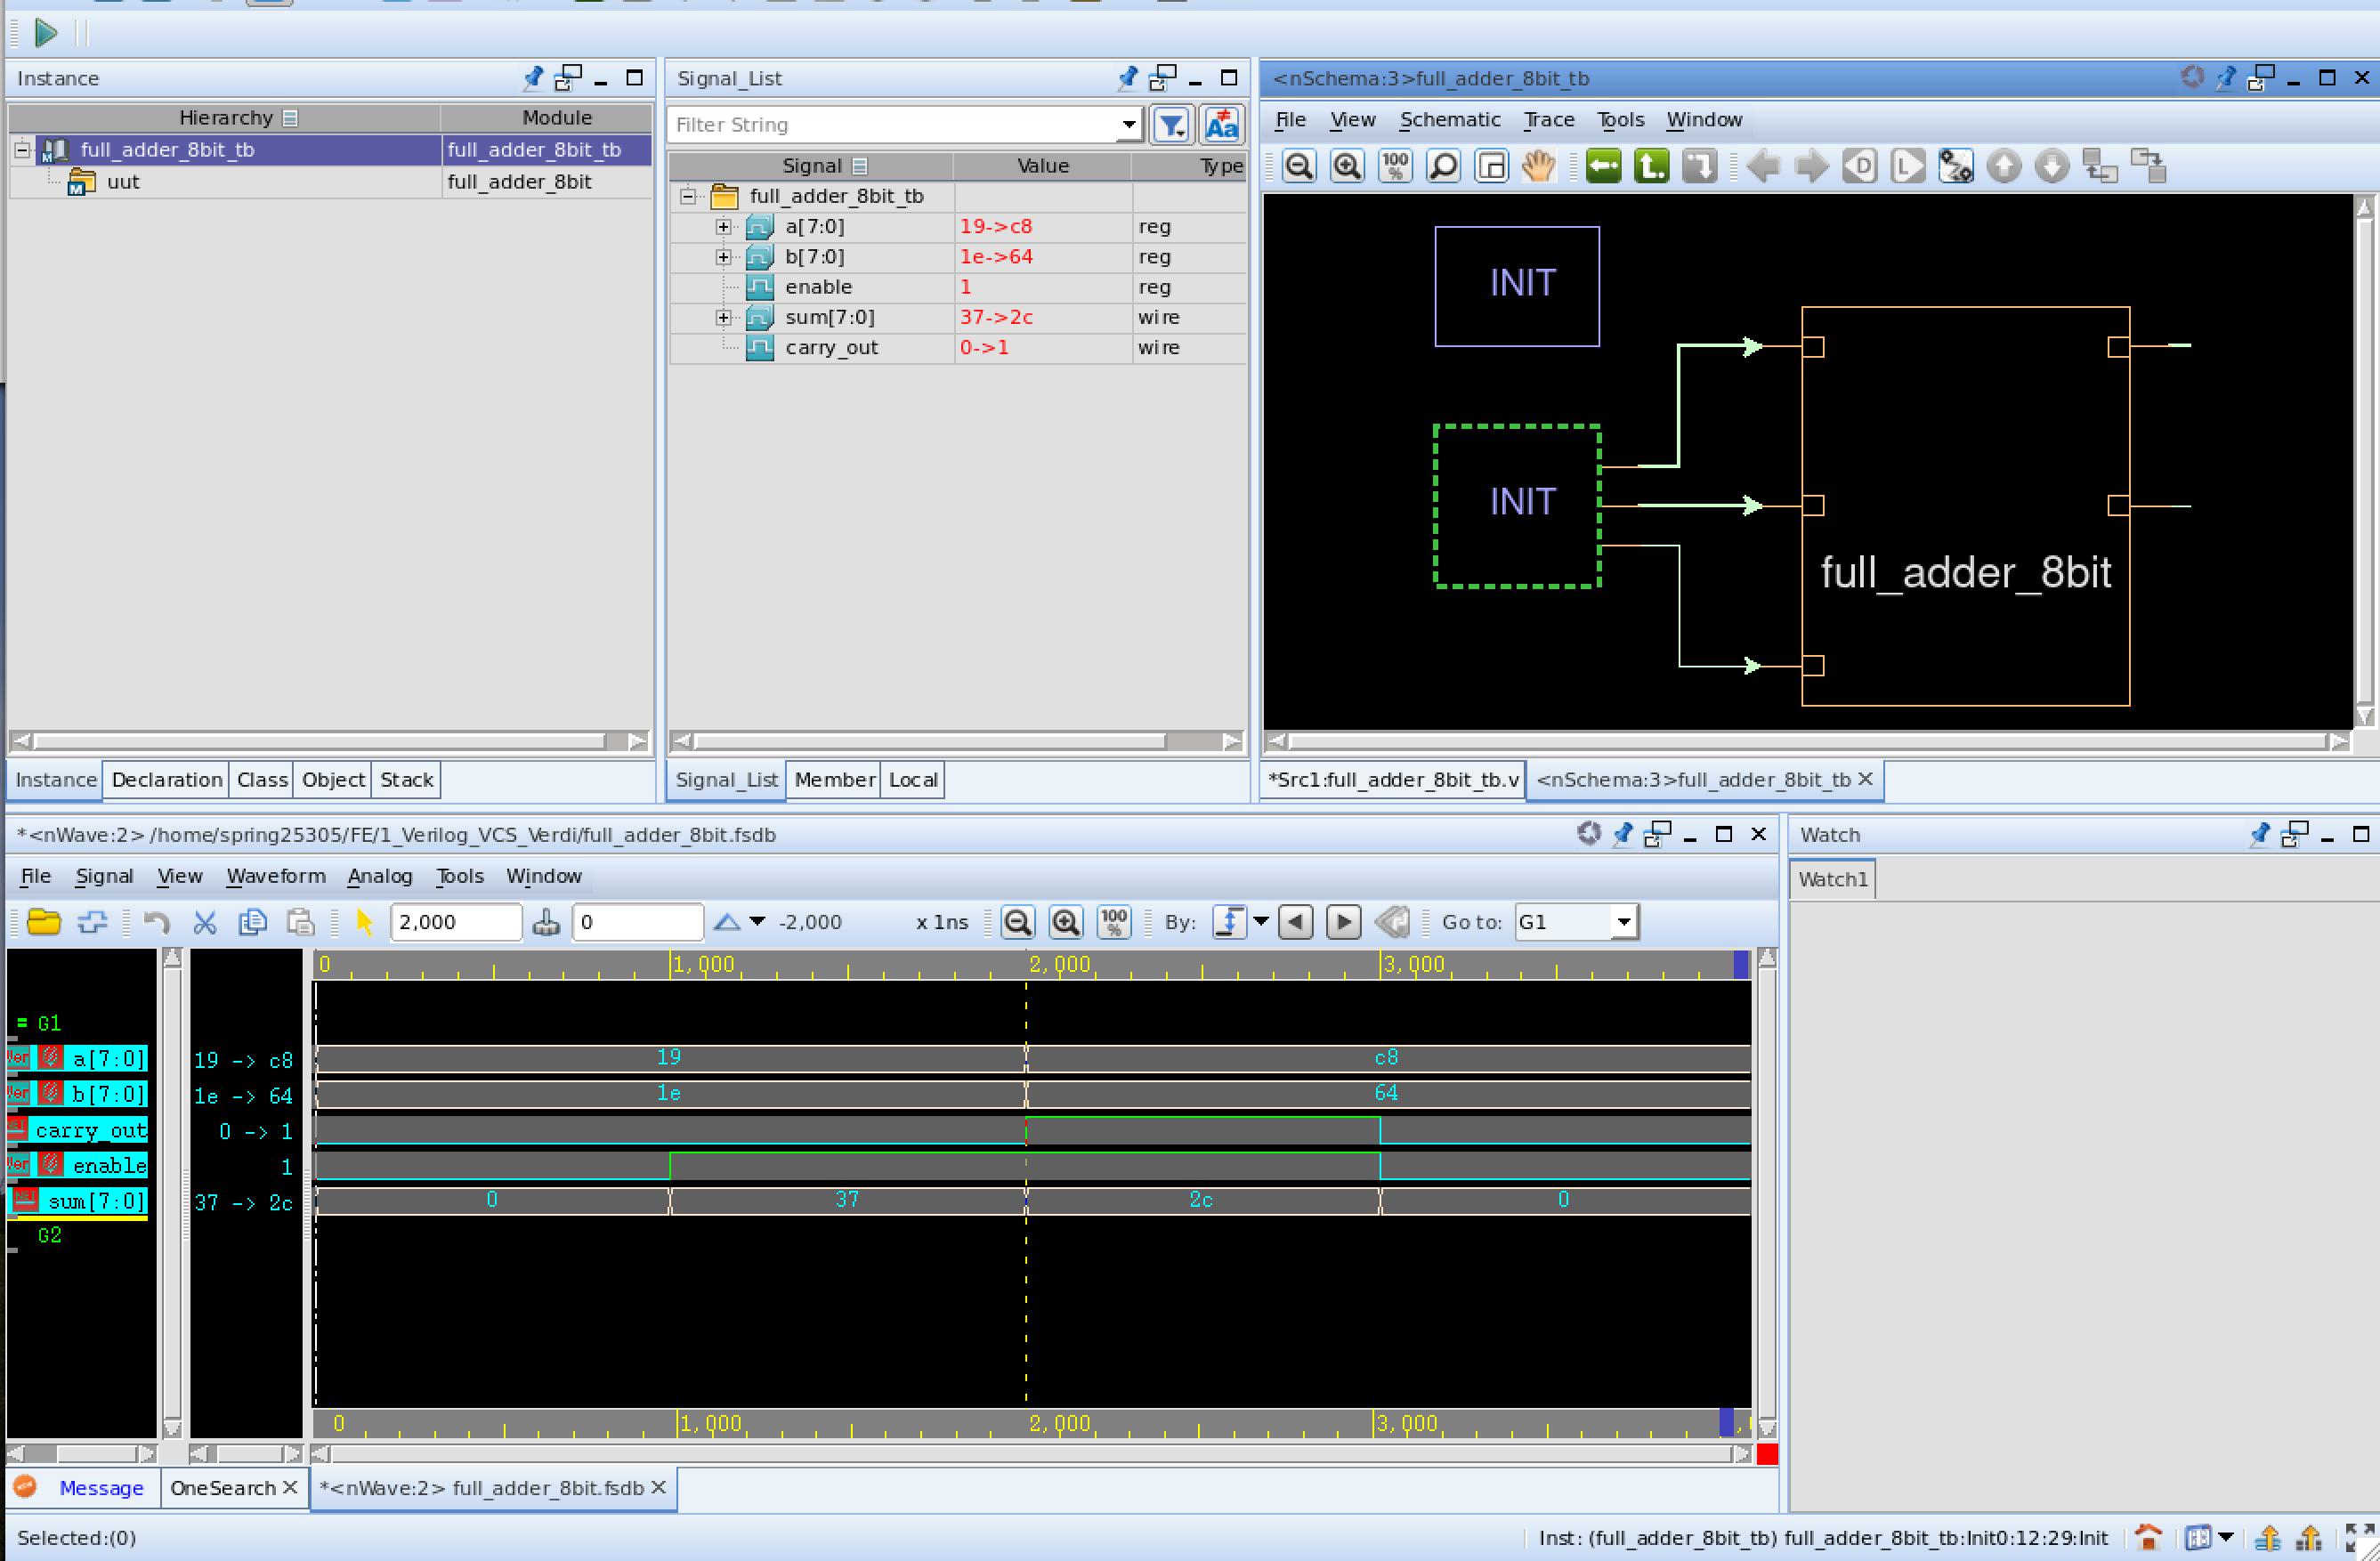 Instance
Hierarchy Module
full_adder_8bit_tb full_adder_8bit_tb
uut full_adder_8bit
Instance Declaration Class Object Stack
Signal_List
Filter String
Signal Value Type
full_adder_8bit_tb
a[7:0] 19->c8 reg
b[7:0] 1e->64 reg
enable 1 reg
sum[7:0] 37->2c wire
carry_out 0->1 wire
Signal_List Member Local
<nSchema:3>full_adder_8bit_tb
File View Schematic Trace Tools Window
100 %
D L
INIT
INIT
full_adder_8bit
*Src1:full_adder_8bit_tb.v <nSchema:3>full_adder_8bit_tb
*<nWave:2> /home/spring25305/FE/1_Verilog_VCS_Verdi/full_adder_8bit.fsdb
File Signal View Waveform Analog Tools Window
2,000 0 -2,000 x 1ns 100 % By: Go to: G1
0 1,000 2,000 3,000
= G1
a[7:0] 19 -> c8 19 c8
b[7:0] 1e -> 64 1e 64
carry_out 0 -> 1
enable 1
sum[7:0] 37 -> 2c 0 37 2c 0
G2
0 1,000 2,000 3,000
Message OneSearch *<nWave:2> full_adder_8bit.fsdb
Watch
Watch1
Selected:(0) Inst: (full_adder_8bit_tb) full_adder_8bit_tb:Init0:12:29:Init